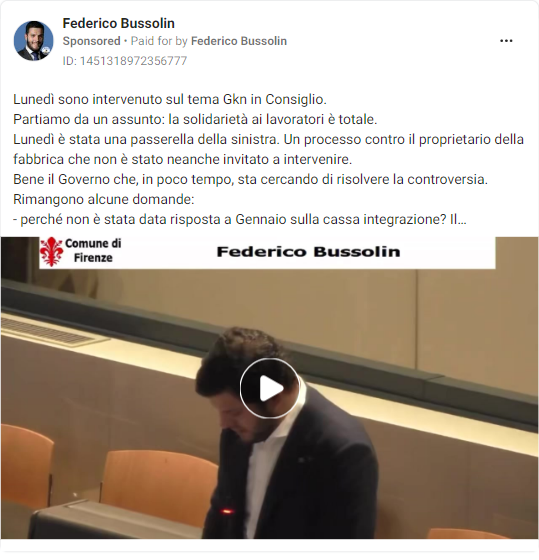 Federico Bussolin
Sponsored • Paid for by Federico Bussolin
ID: 1451318972356777
Lunedì sono intervenuto sul tema Gkn in Consiglio.
Partiamo da un assunto: la solidarietà ai lavoratori è totale.
Lunedì è stata una passerella della sinistra. Un processo contro il proprietario della
fabbrica che non è stato neanche invitato a intervenire.
Bene il Governo che, in poco tempo, sta cercando di risolvere la controversia.
Rimangono alcune domande:
- perché non è stata data risposta a Gennaio sulla cassa integrazione? Il...
Comune di
Firenze
Federico Bussolin